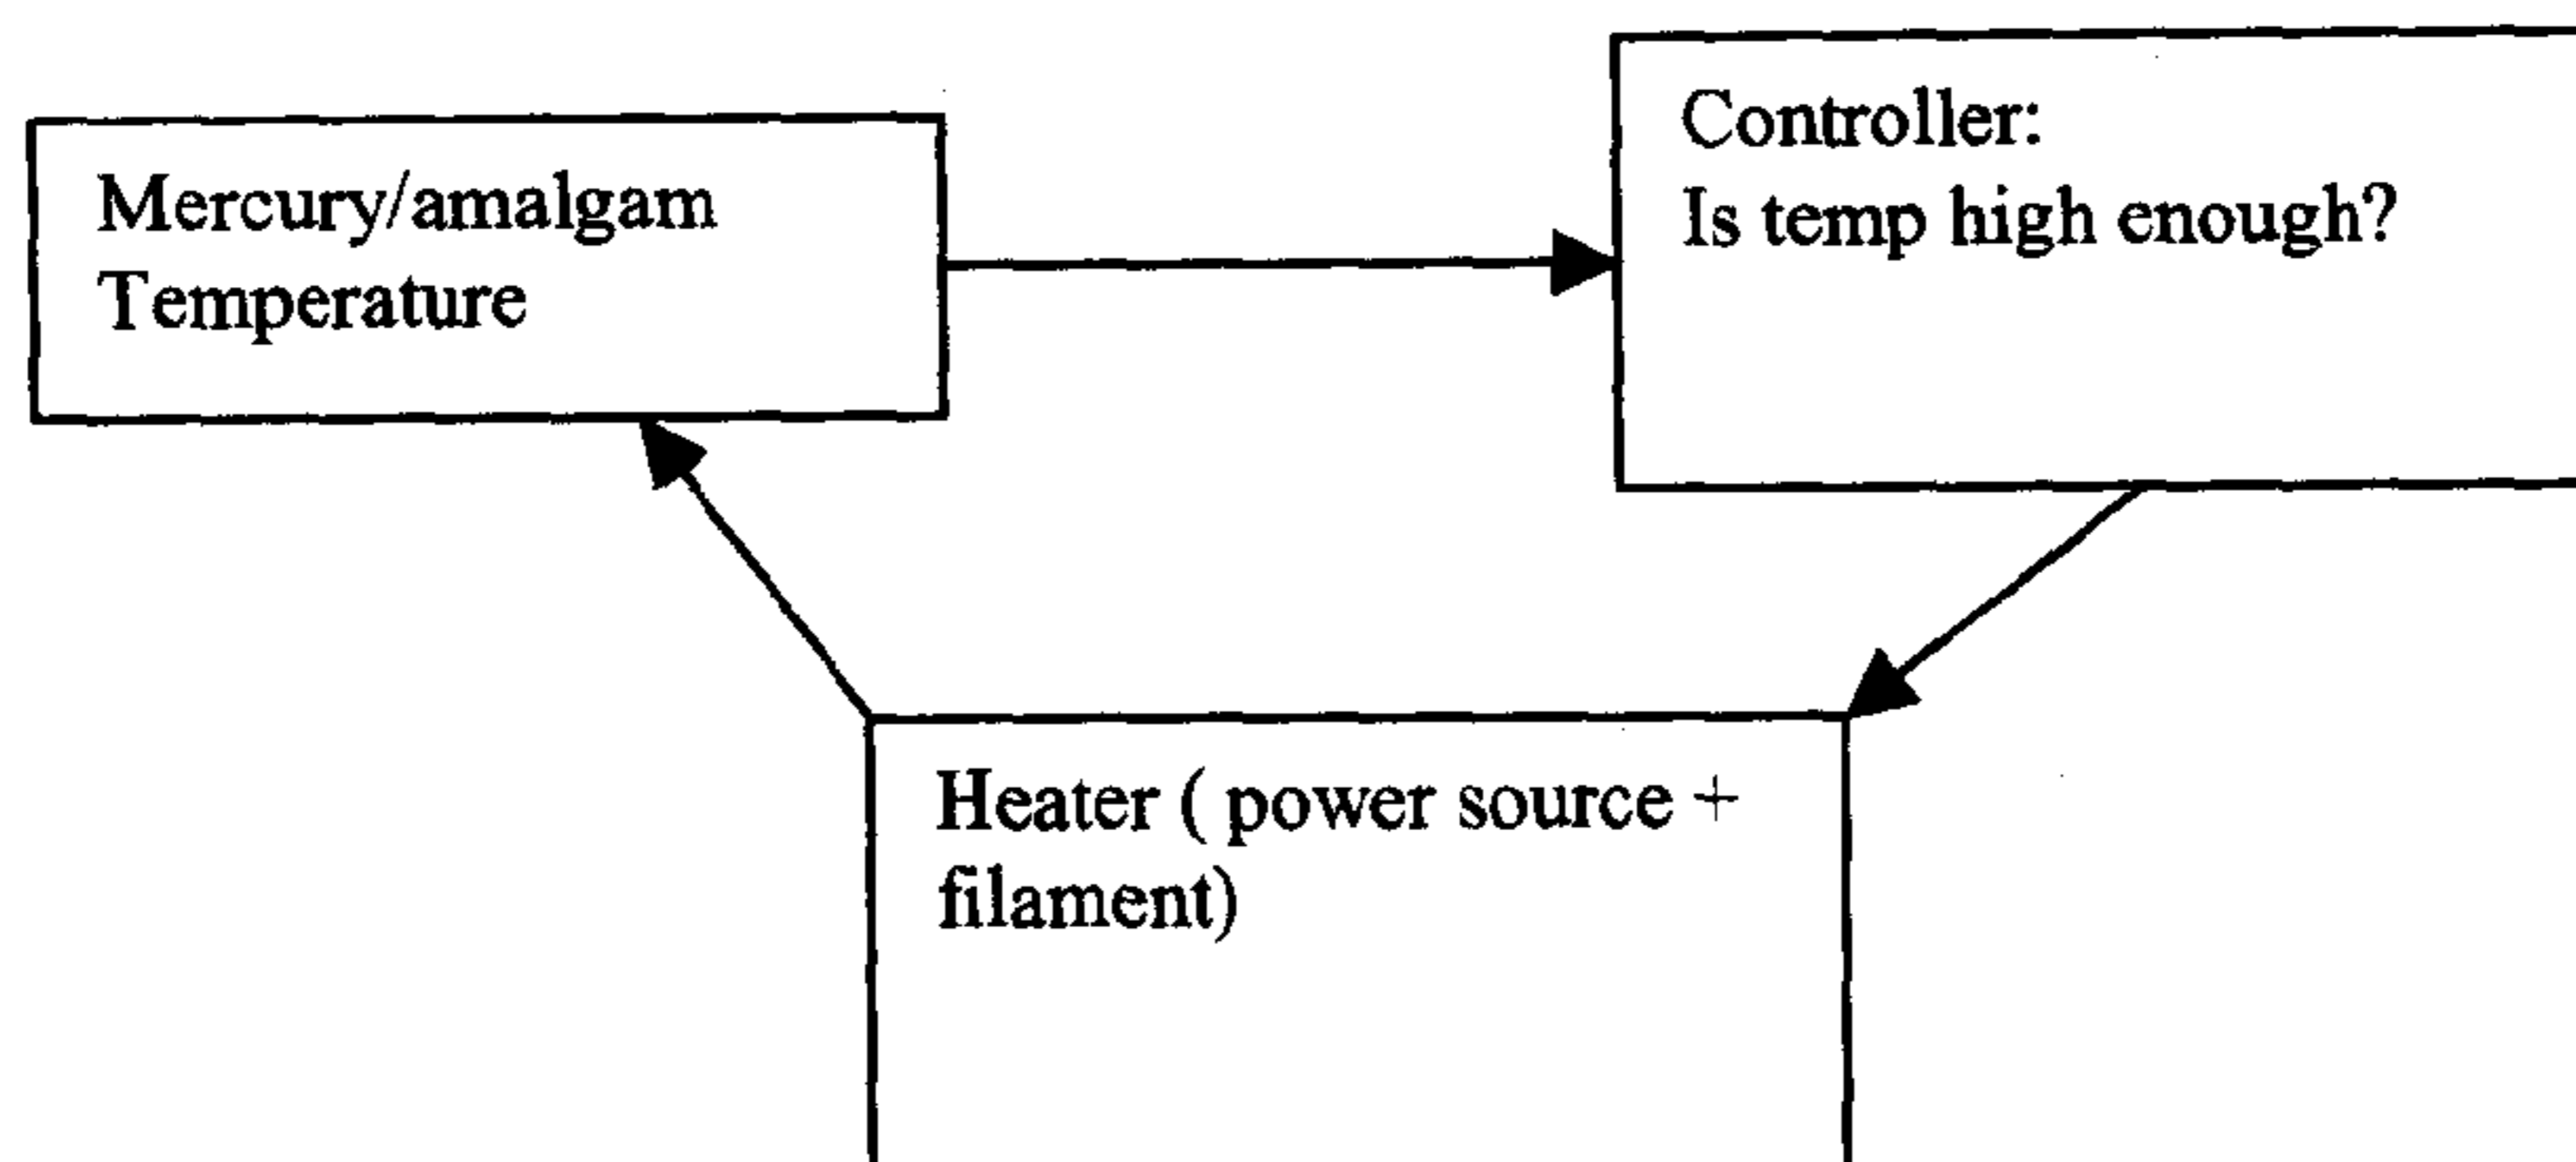 Mercury/amalgam
Temperature
Controller:
Is temp high enough?
Heater ( power source +
filament)